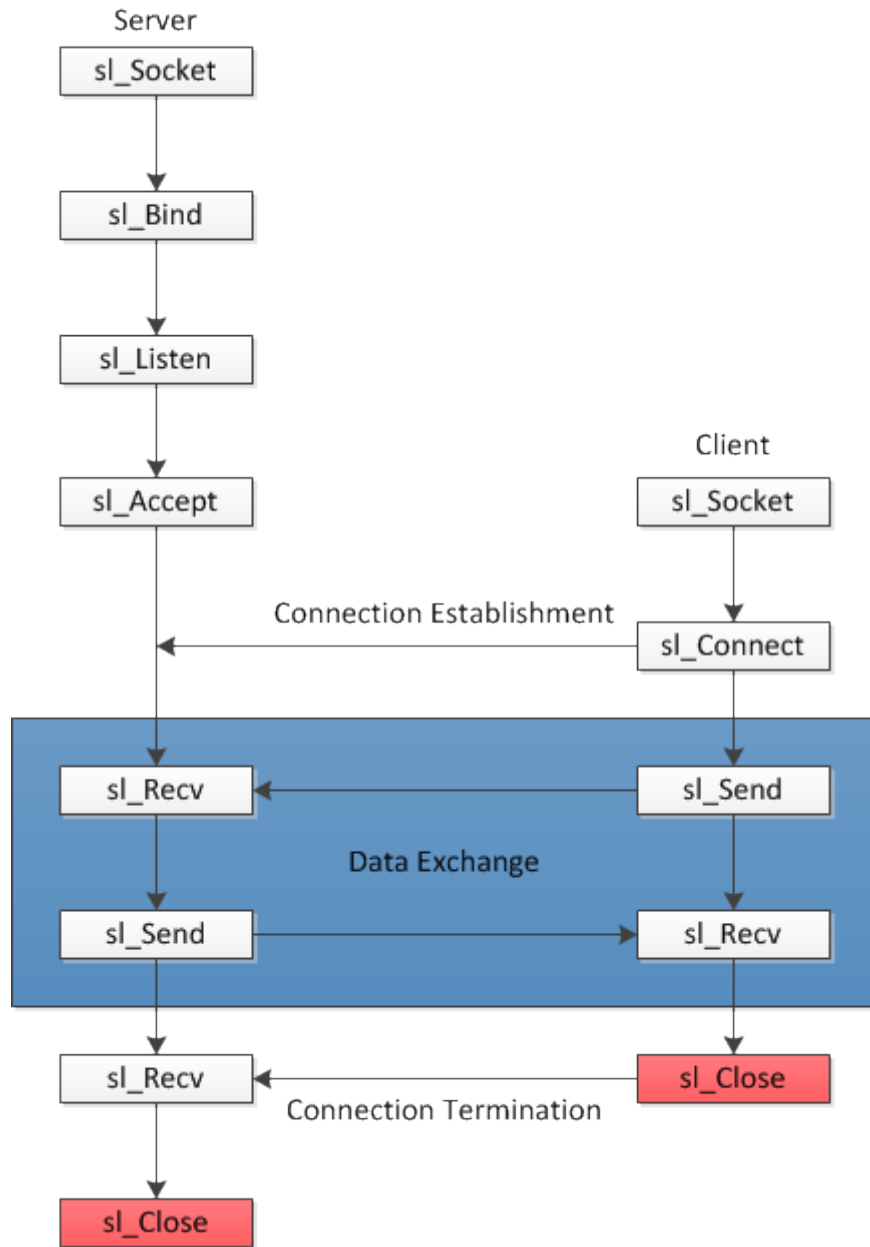 Server
sl_Socket
sl_Bind
sl_Listen
sl_Accept
Client
sl_Socket
Connection Establishment
sl_Connect
sl_Recv
sl_Send
Data Exchange
sl_Send
sl_Recv
sl_Recv
sl_Close
Connection Termination
sl_Close